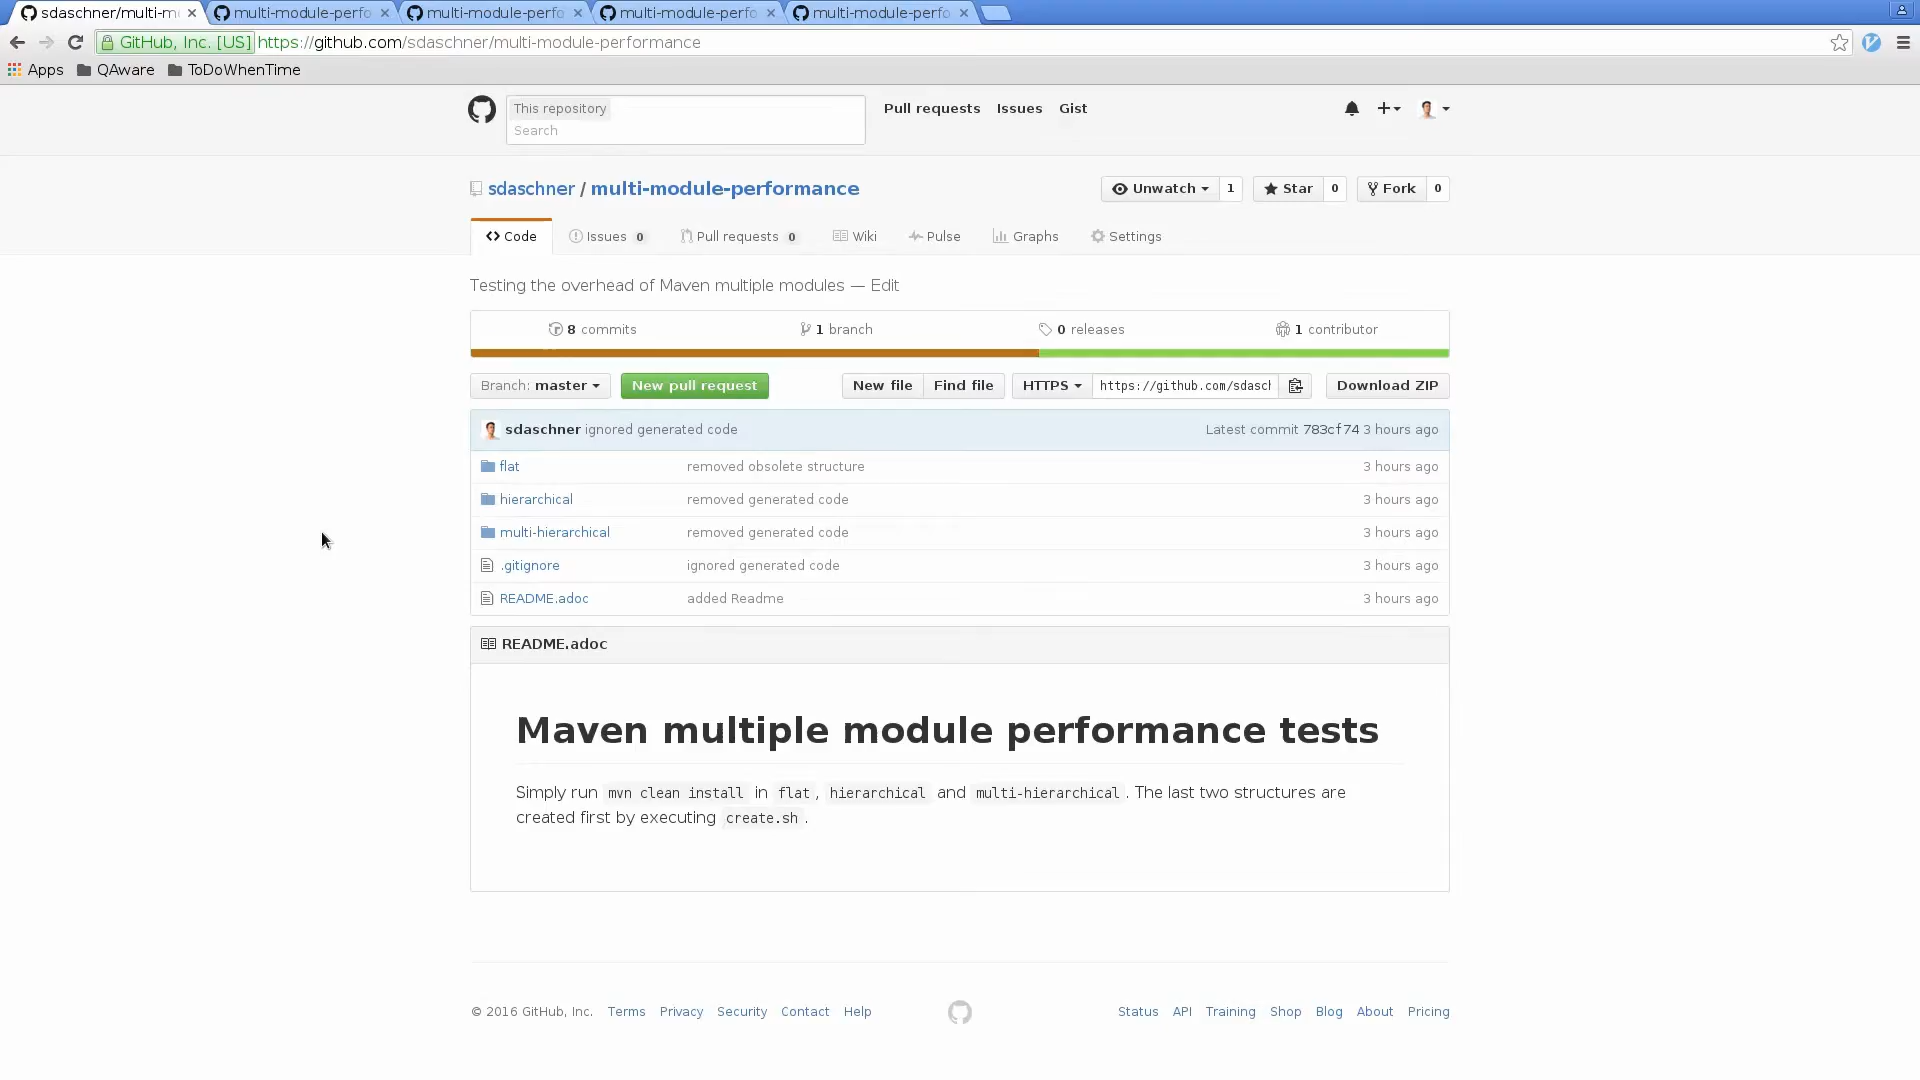 sdaschner/multi-m
multi-module-perfo
multi-module-perfo
multi-module-perfo
multi-module-perfo
GitHub, Inc. [US] https://github.com/sdaschner/multi-module-performance
Apps QAware ToDoWhenTime
This repository
Search
Pull requests Issues Gist
sdaschner / multi-module-performance
Unwatch 1 Star 0 Fork 0
Code Issues 0 Pull requests 0 Wiki Pulse Graphs Settings
Testing the overhead of Maven multiple modules — Edit
8 commits 1 branch 0 releases 1 contributor
Branch: master New pull request New file Find file HTTPS https://github.com/sdasch Download ZIP
sdaschner ignored generated code Latest commit 783cf74 3 hours ago
flat removed obsolete structure 3 hours ago
hierarchical removed generated code 3 hours ago
multi-hierarchical removed generated code 3 hours ago
.gitignore ignored generated code 3 hours ago
README.adoc added Readme 3 hours ago
README.adoc
Maven multiple module performance tests
Simply run mvn clean install in flat, hierarchical and multi-hierarchical. The last two structures are
created first by executing create.sh.
© 2016 GitHub, Inc. Terms Privacy Security Contact Help Status API Training Shop Blog About Pricing